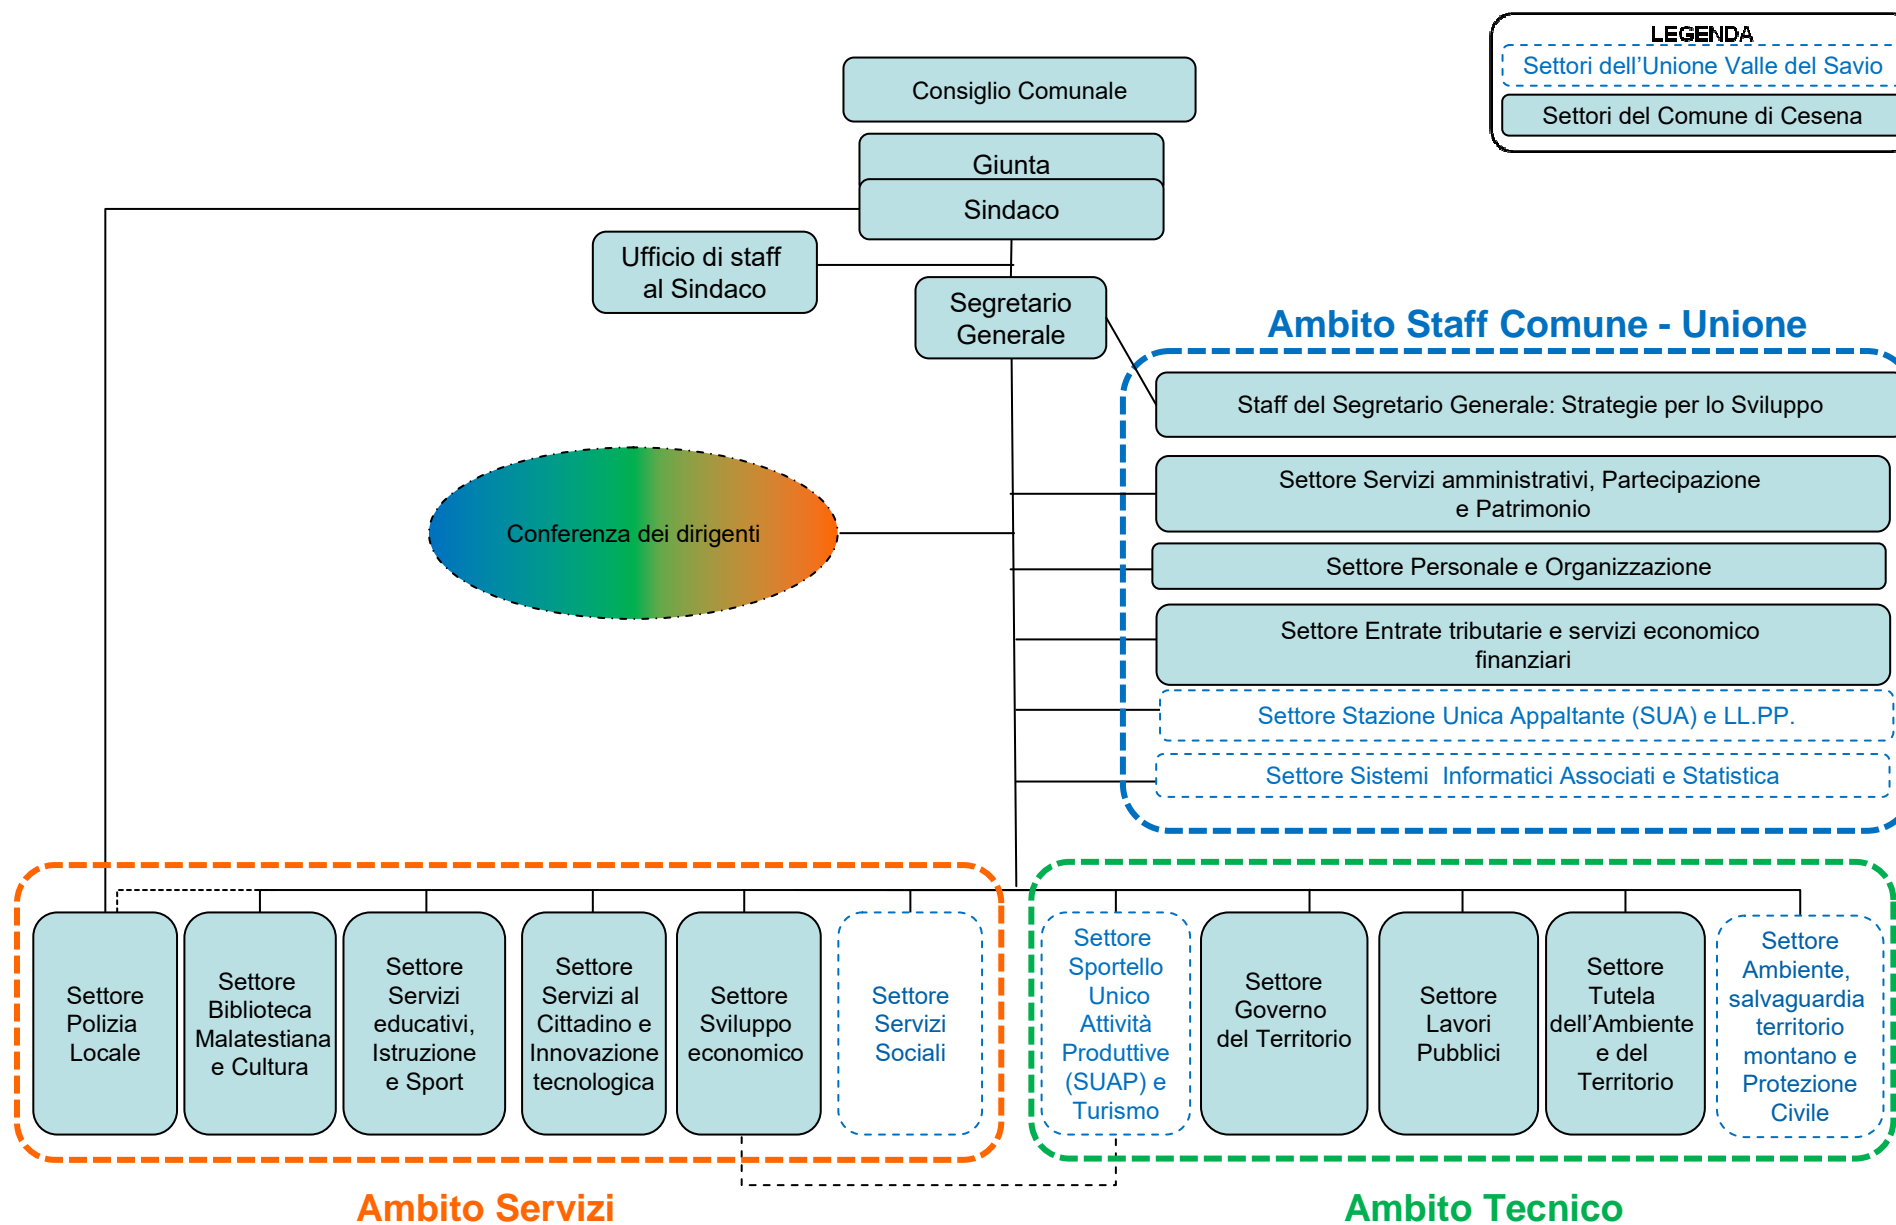 LEGENDA
Settori dell'Unione Valle del Savio
Settori del Comune di Cesena
Consiglio Comunale
Giunta
Sindaco
Ufficio di staff
al Sindaco
Segretario
Generale
Ambito Staff Comune - Unione
Staff del Segretario Generale: Strategie per lo Sviluppo
Settore Servizi amministrativi, Partecipazione
e Patrimonio
Conferenza dei dirigenti
Settore Personale e Organizzazione
Settore Entrate tributarie e servizi economico
finanziari
Settore Stazione Unica Appaltante (SUA) e LL.PP.
Settore Sistemi  Informatici Associati e Statistica
Settore
Polizia
Locale
Settore
Biblioteca
Malatestiana
e Cultura
Settore
Servizi
educativi,
Istruzione
e Sport
Settore
Servizi al
Cittadino e
Innovazione
tecnologica
Settore
Sviluppo
economico
Settore
Servizi
Sociali
Settore
Sportello
Unico
Attività
Produttive
(SUAP) e
Turismo
Settore
Governo
del Territorio
Settore
Lavori
Pubblici
Settore
Tutela
dell'Ambiente
e del
Territorio
Settore
Ambiente,
salvaguardia
territorio
montano e
Protezione
Civile
Ambito Servizi
Ambito Tecnico